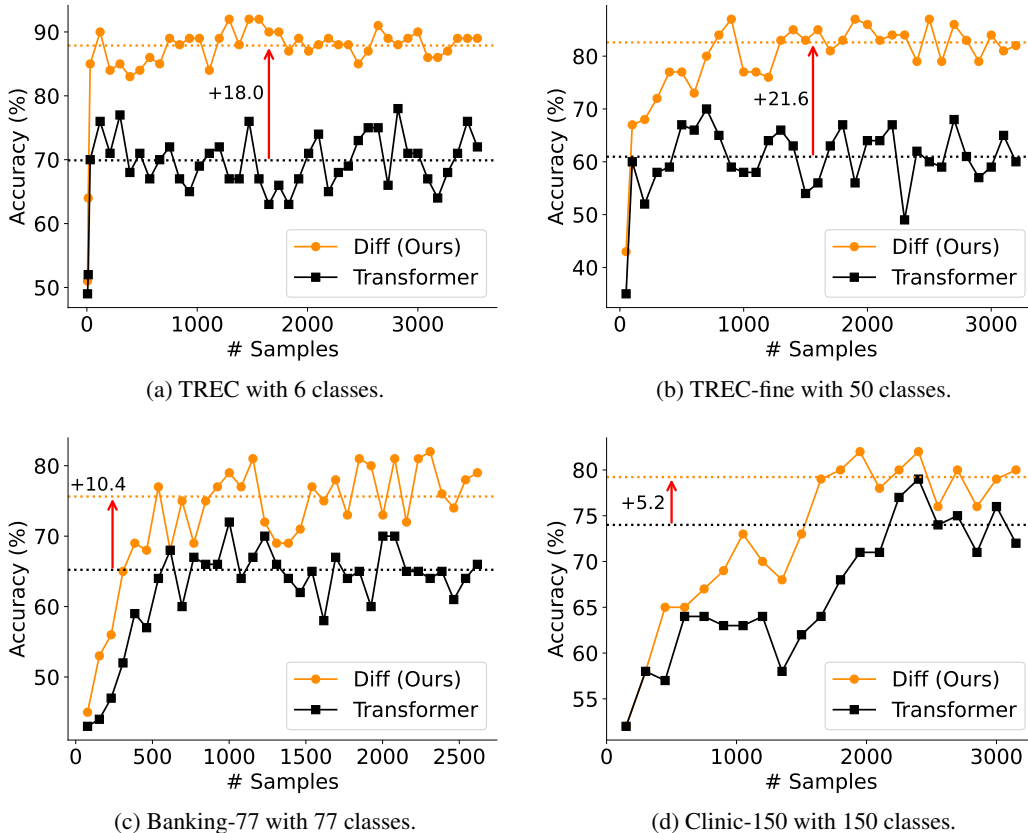 90
80
70
60
50
Accuracy (%)
+18.0
Diff (Ours)
Transformer
0 1000 2000 3000
# Samples
(a) TREC with 6 classes.
80
70
60
50
40
Accuracy (%)
+21.6
Diff (Ours)
Transformer
0 1000 2000 3000
# Samples
(b) TREC-fine with 50 classes.
80
70
60
50
Accuracy (%)
+10.4
Diff (Ours)
Transformer
0 500 1000 1500 2000 2500
# Samples
(c) Banking-77 with 77 classes.
80
75
70
65
60
55
Accuracy (%)
+5.2
Diff (Ours)
Transformer
0 1000 2000 3000
# Samples
(d) Clinic-150 with 150 classes.